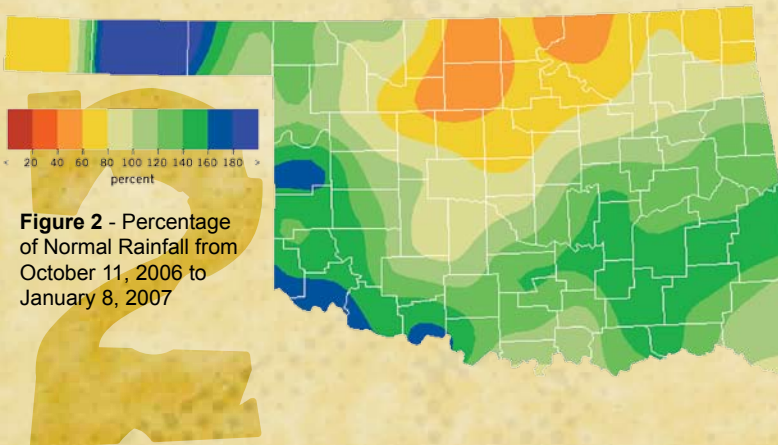 < 20 40 60 80 100 120 140 160 180 >
percent
Figure 2 - Percentage
of Normal Rainfall from
October 11, 2006 to
January 8, 2007
2